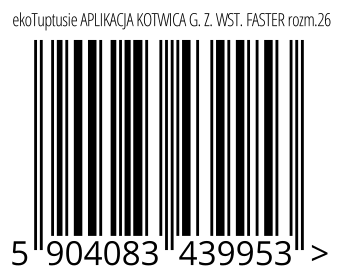 ekoTuptusie APLIKACJA KOTWICA G. Z. WST. FASTER rozm.26
5 904083 439953 >